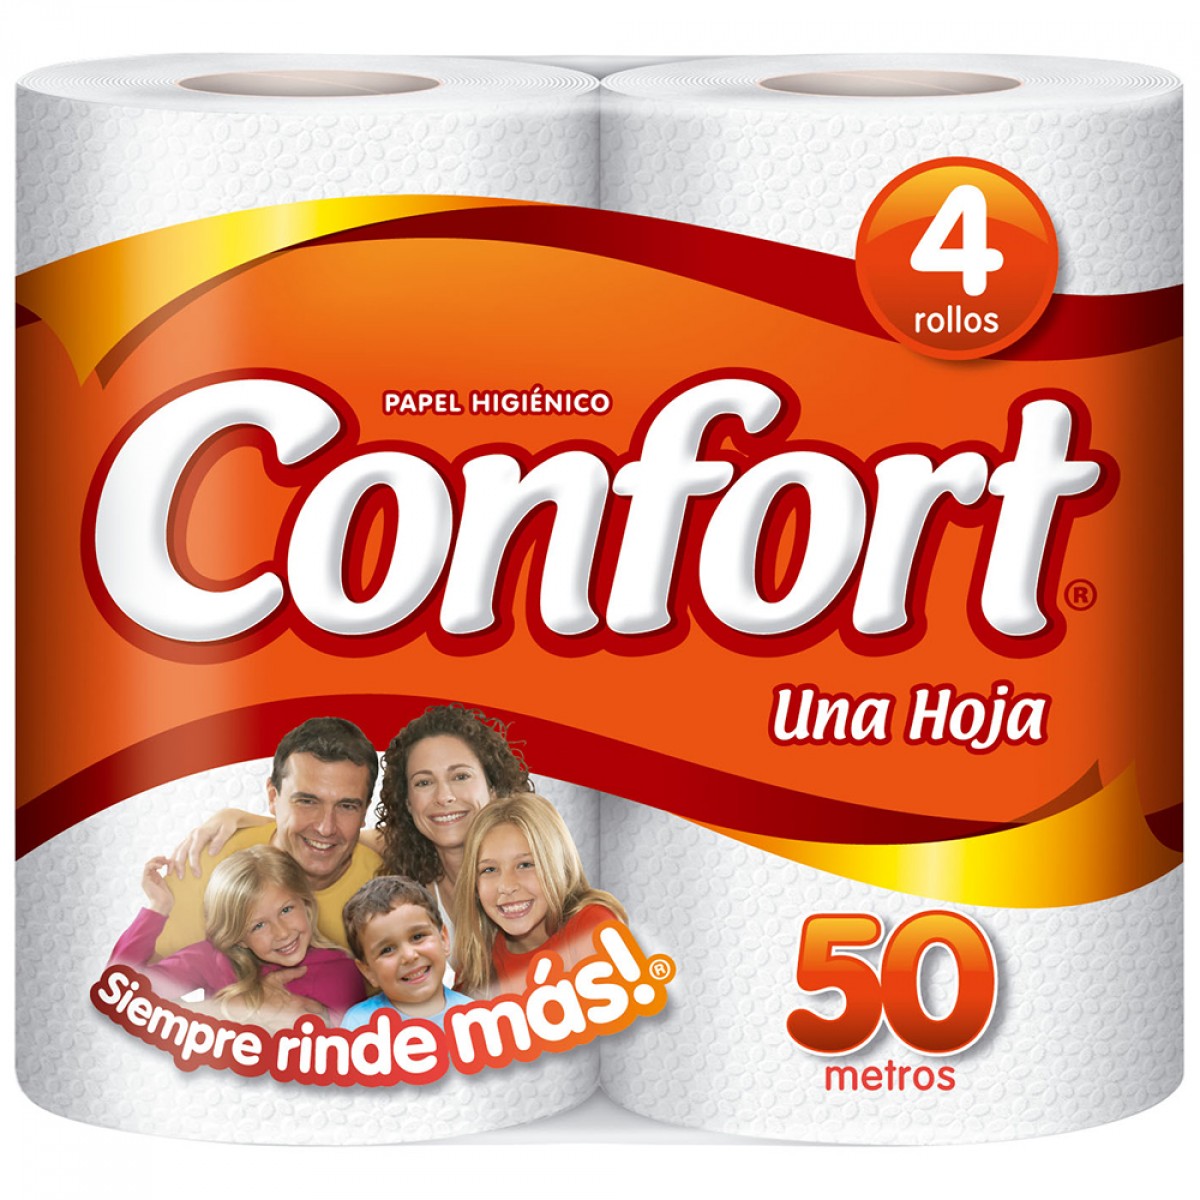 4
rollos
PAPEL HIGIÉNICO
Confort®
Una Hoja
Siempre rinde más!®
50
metros